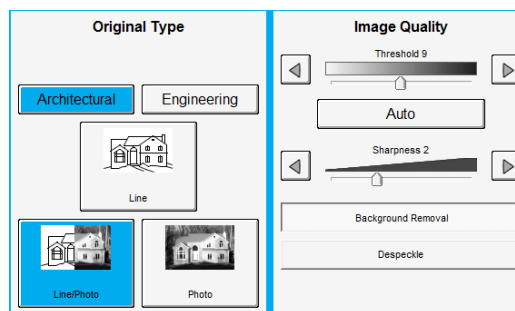 Original Type
Architectural
Engineering
Line
Line/Photo
Photo
Image Quality
Threshold 9
Auto
Sharpness 2
Background Removal
Despeckle